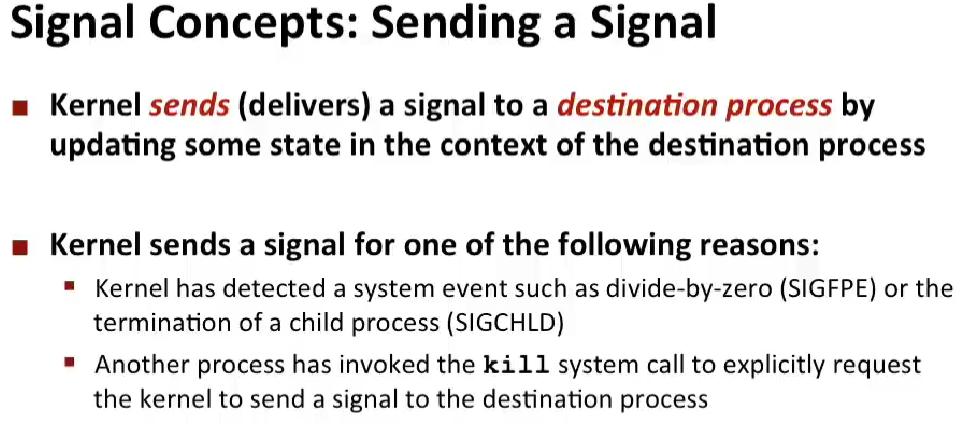 Signal Concepts: Sending a Signal
Kernel sends (delivers) a signal to a destination process by
updating some state in the context of the destination process
Kernel sends a signal for one of the following reasons:
Kernel has detected a system event such as divide-by-zero (SIGFPE) or the
termination of a child process (SIGCHLD)
Another process has invoked the kill system call to explicitly request
the kernel to send a signal to the destination process